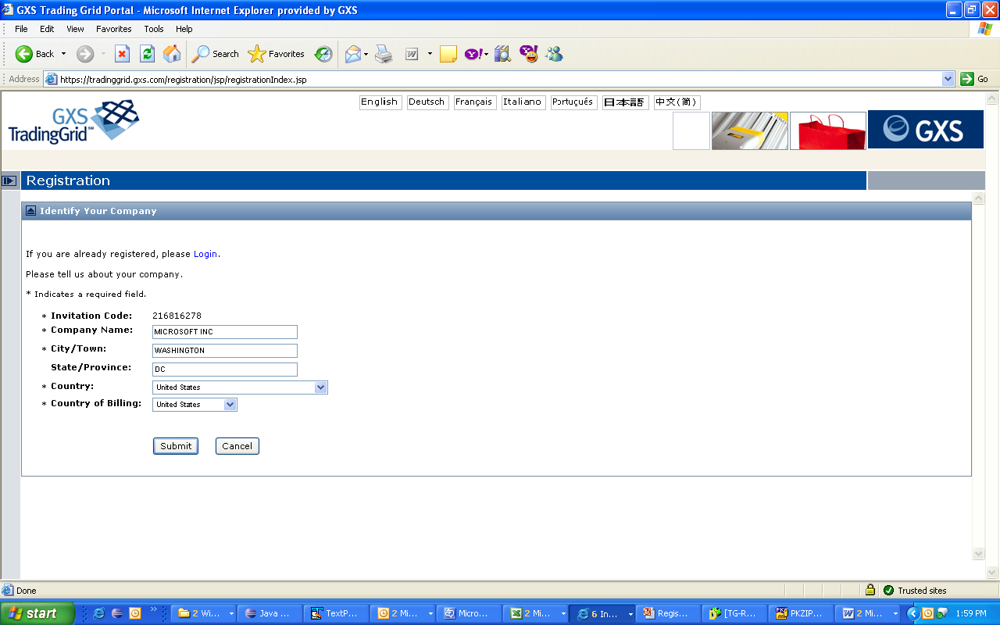 GXS Trading Grid Portal - Microsoft Internet Explorer provided by GXS
File Edit View Favorites Tools Help
Back Search Favorites
Address https://tradinggrid.gxs.com/registration/jsp/registrationIndex.jsp Go
English Deutsch Français Italiano Português 日本語 中文(简)
GXS
TradingGrid℠
GXS
Registration
Identify Your Company
If you are already registered, please Login.
Please tell us about your company.
* Indicates a required field.
* Invitation Code: 216816278
* Company Name: MICROSOFT INC
* City/Town: WASHINGTON
State/Province: DC
* Country: United States
* Country of Billing: United States
Submit Cancel
Done Trusted sites
start 2 Wi... Java ... TextP... 2 Mi... Micro... 2 Mi... 6 In... Regis... [TG-R... PKZIP... 2 Mi... 1:59 PM